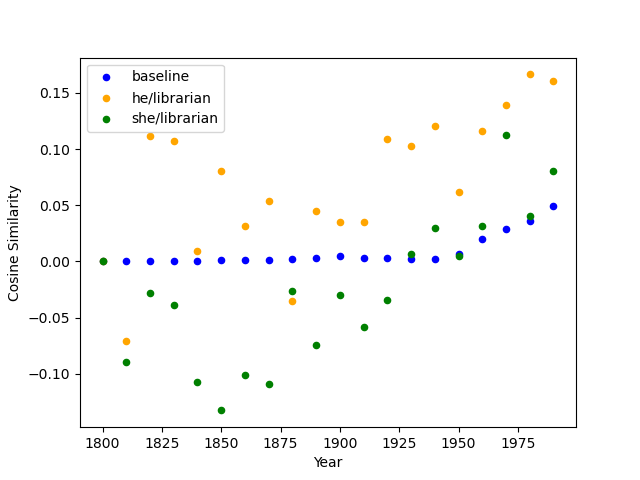 baseline
he/librarian
she/librarian
0.15
0.10
0.05
0.00
−0.05
−0.10
Cosine Similarity
1800 1825 1850 1875 1900 1925 1950 1975
Year